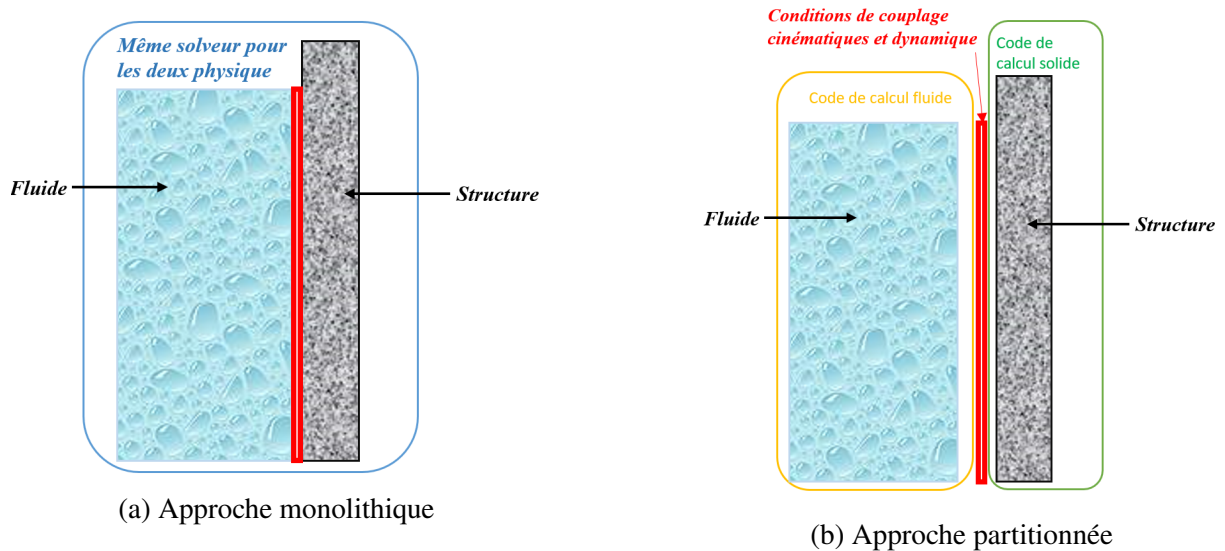 Même solveur pour
les deux physique
Fluide
Structure
(a) Approche monolithique
Conditions de couplage
cinématiques et dynamique
Code de
calcul solide
Code de calcul fluide
Fluide
Structure
(b) Approche partitionnée